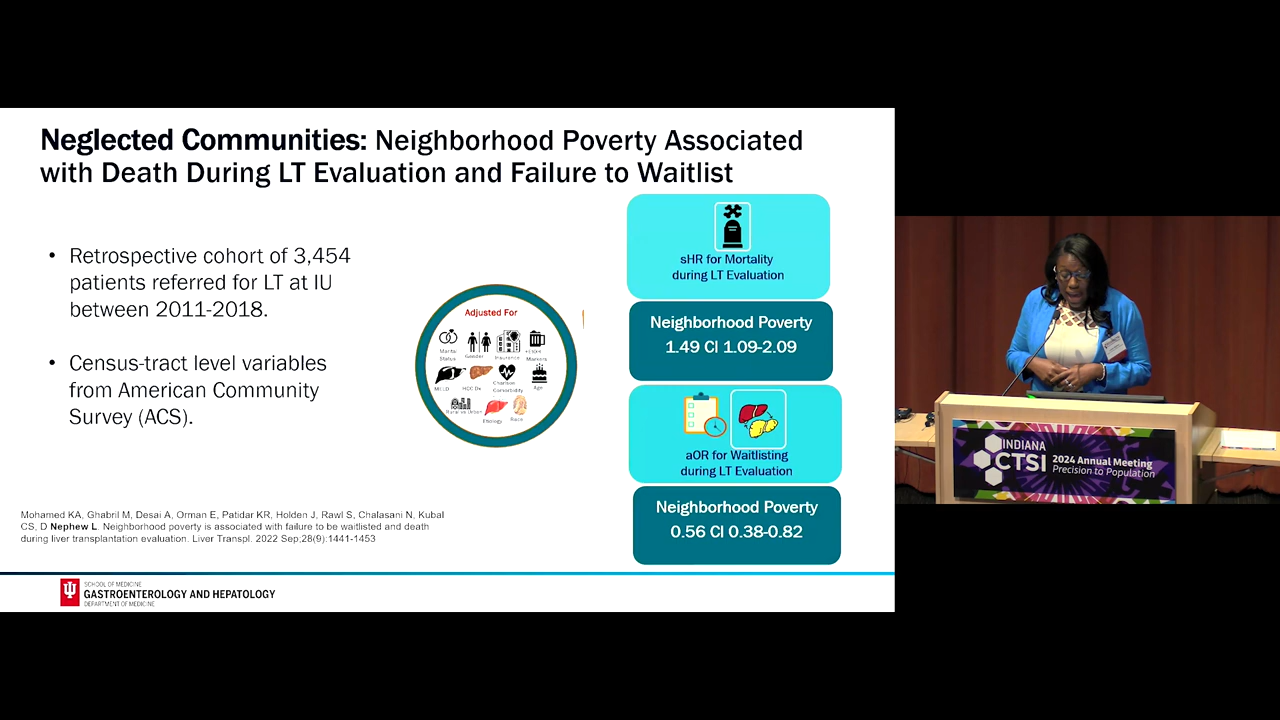 Neglected Communities: Neighborhood Poverty Associated
with Death During LT Evaluation and Failure to Waitlist
• Retrospective cohort of 3,454
patients referred for LT at IU
between 2011-2018.
• Census-tract level variables
from American Community
Survey (ACS).
Adjusted For
Marital
Status
Gender
Insurance
ETOH
Markers
MELD
HCC Dx
Charlson
Comorbidity
Age
Rural vs Urban
Etiology
Race
sHR for Mortality
during LT Evaluation
Neighborhood Poverty
1.49 CI 1.09-2.09
aOR for Waitlisting
during LT Evaluation
Neighborhood Poverty
0.56 CI 0.38-0.82
Mohamed KA, Ghabril M, Desai A, Orman E, Patidar KR, Holden J, Rawl S, Chalasani N, Kubal
CS, D Nephew L. Neighborhood poverty is associated with failure to be waitlisted and death
during liver transplantation evaluation. Liver Transpl. 2022 Sep;28(9):1441-1453
SCHOOL OF MEDICINE
GASTROENTEROLOGY AND HEPATOLOGY
DEPARTMENT OF MEDICINE
INDIANA
CTSI
2024 Annual Meeting
Precision to Population